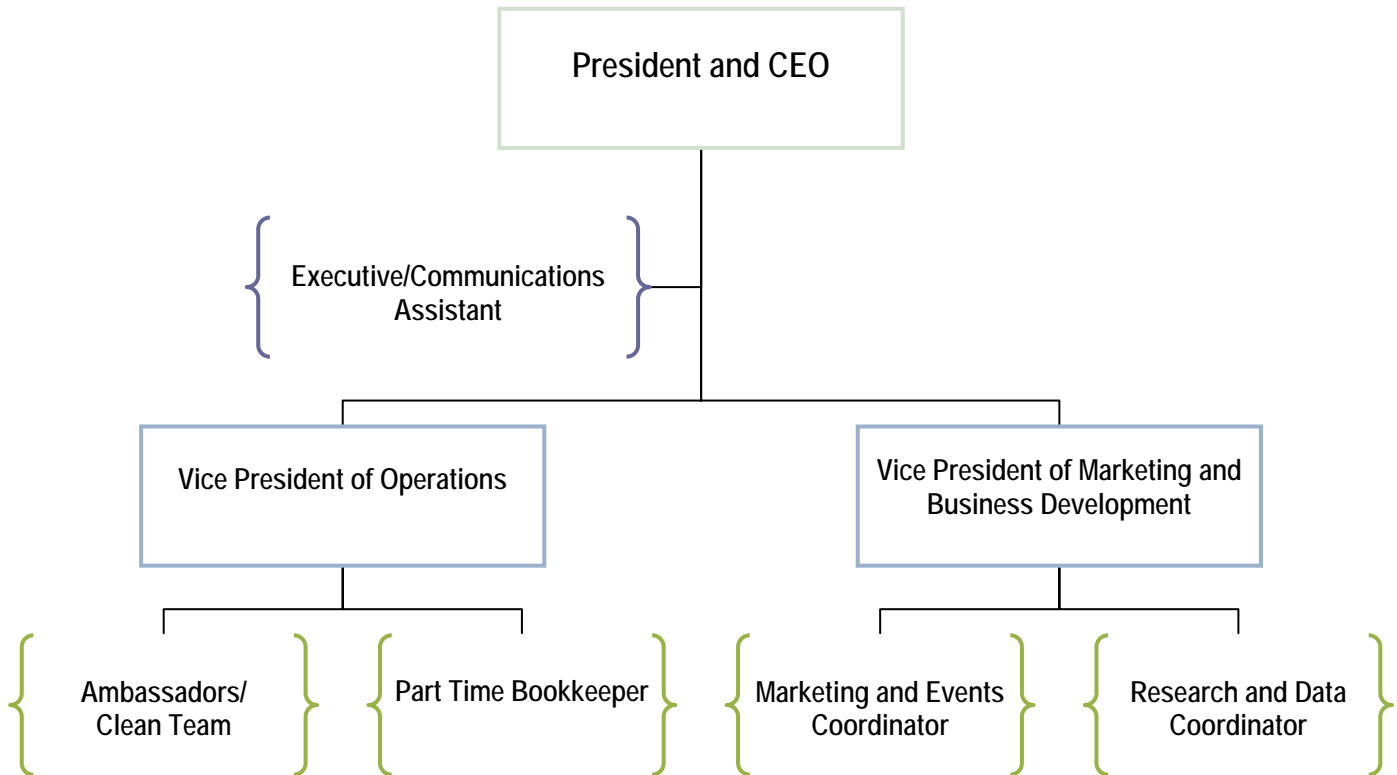 President and CEO
Executive/Communications
Assistant
Vice President of Operations
Vice President of Marketing and
Business Development
Ambassadors/
Clean Team
Part Time Bookkeeper
Marketing and Events
Coordinator
Research and Data
Coordinator